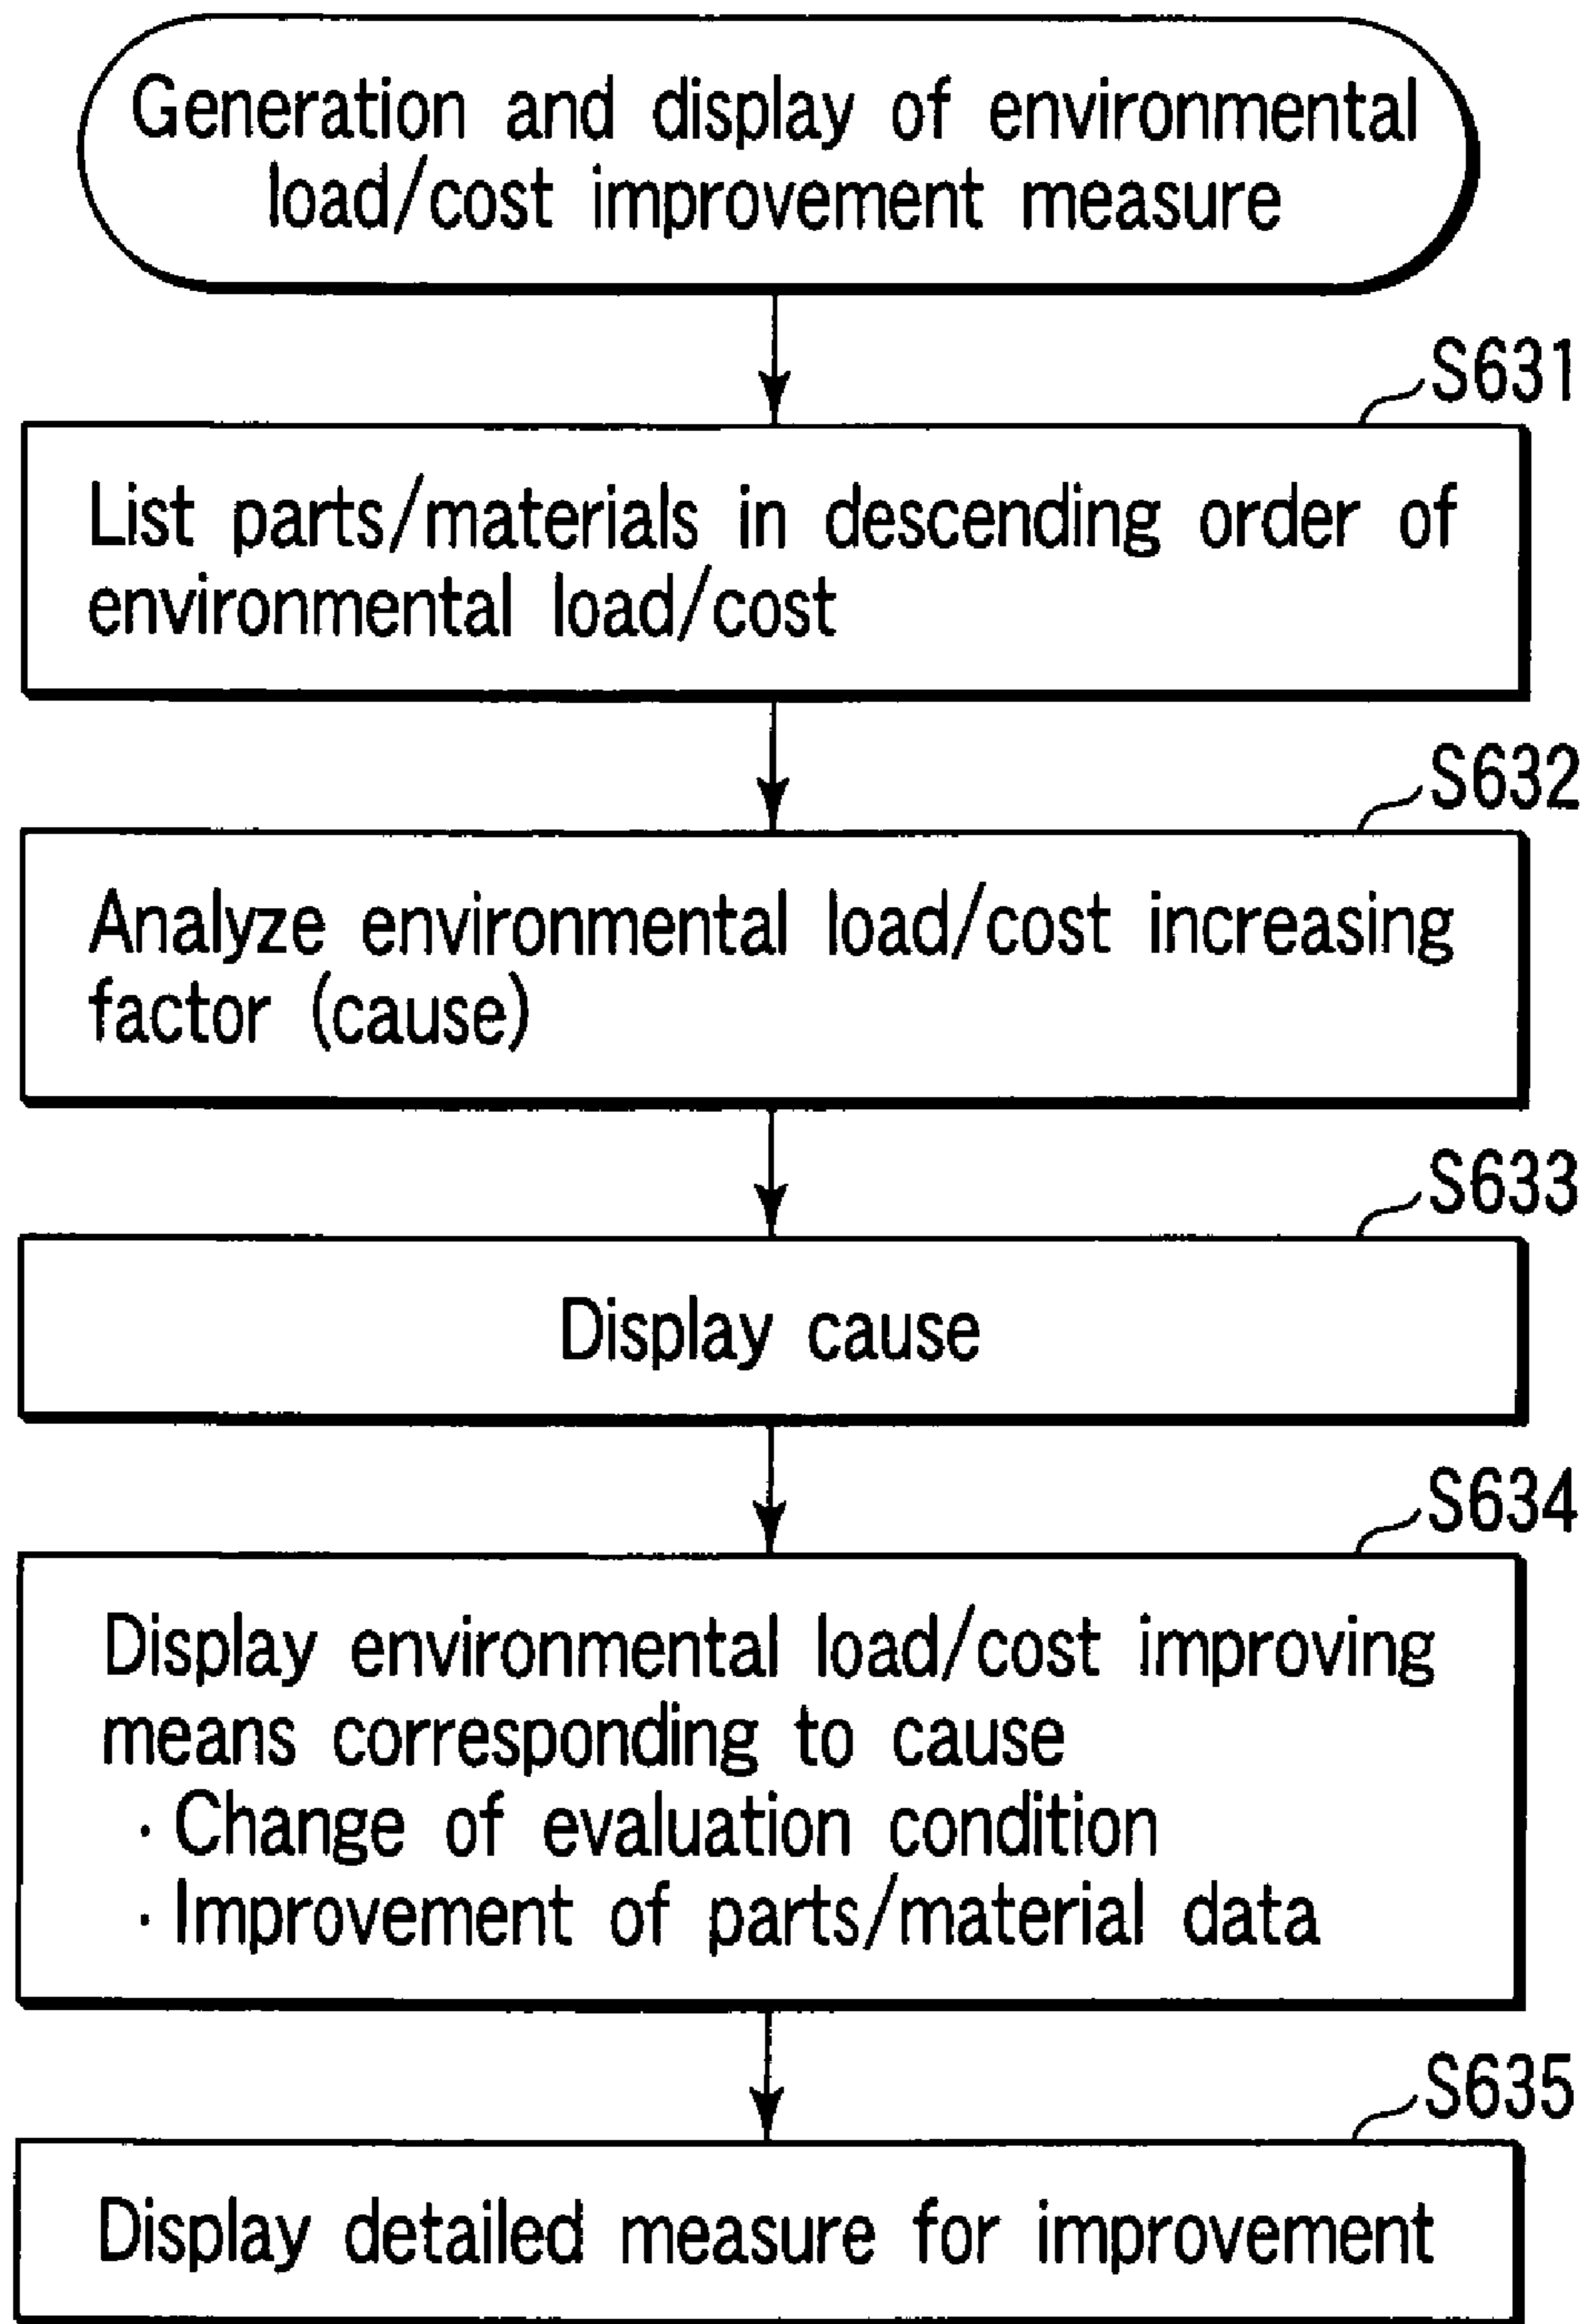 Generation and display of environmental
load/cost improvement measure
S631
List parts/materials in descending order of
environmental load/cost
S632
Analyze environmental load/cost increasing
factor (cause)
S633
Display cause
S634
Display environmental load/cost improving
means corresponding to cause
· Change of evaluation condition
· Improvement of parts/material data
S635
Display detailed measure for improvement